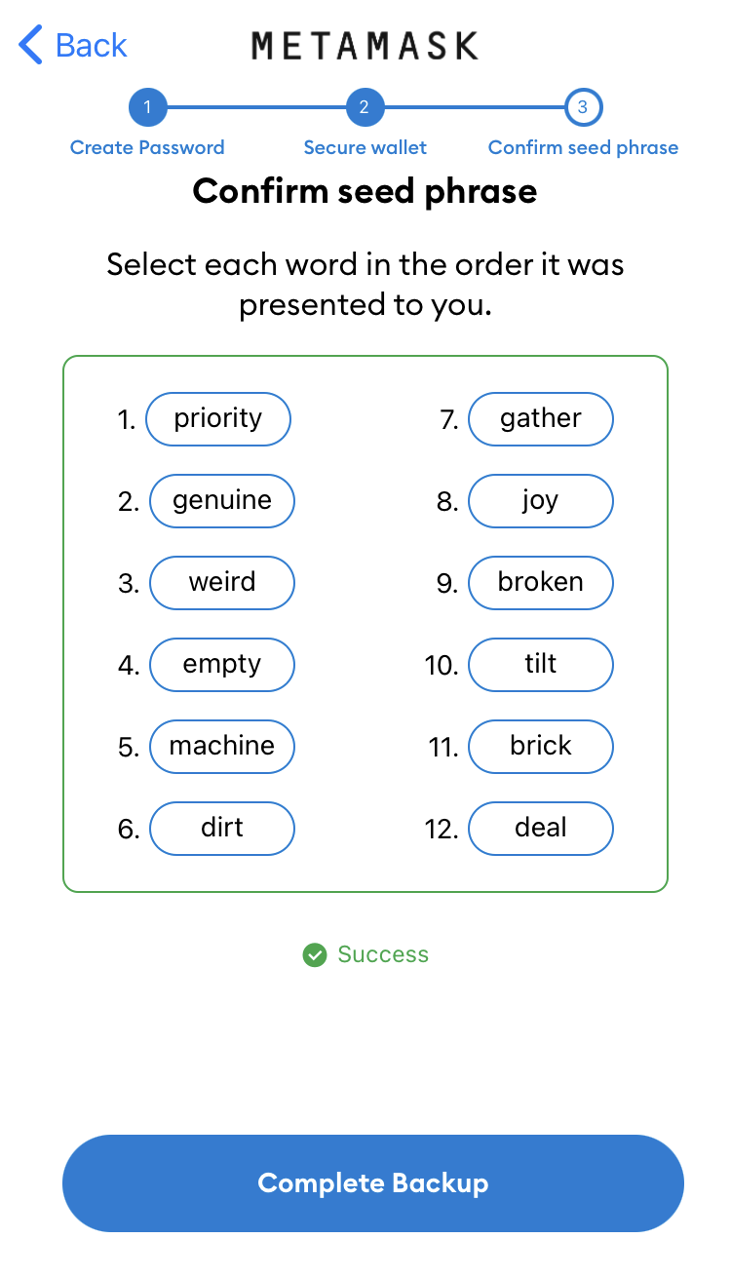 Back
METAMASK
1 2 3
Create Password Secure wallet Confirm seed phrase
Confirm seed phrase
Select each word in the order it was
presented to you.
1. priority
2. genuine
3. weird
4. empty
5. machine
6. dirt
7. gather
8. joy
9. broken
10. tilt
11. brick
12. deal
Success
Complete Backup